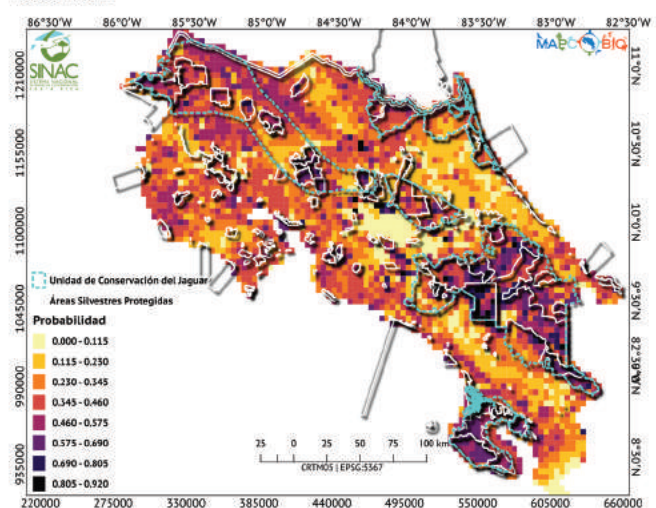 86°30'W 86°0'W 85°30'W 85°0'W 84°30'W 84°0'W 83°30'W 83°0'W 82°30'W
SINAC
SISTEMA NACIONAL
COSTA RICA
MAPCOBIO
1210000
1155000
1100000
1045000
990000
935000
11°0'N
10°30'N
10°0'N
9°30'N
8°30'N
Unidad de Conservación del Jaguar
Áreas Silvestres Protegidas
Probabilidad
0.000 - 0.115
0.115 - 0.230
0.230 - 0.345
0.345 - 0.460
0.460 - 0.575
0.575 - 0.690
0.690 - 0.805
0.805 - 0.920
25 0 25 50 75 100 km
CRTM05 | EPSG:5367
220000 275000 330000 385000 440000 495000 550000 605000 660000